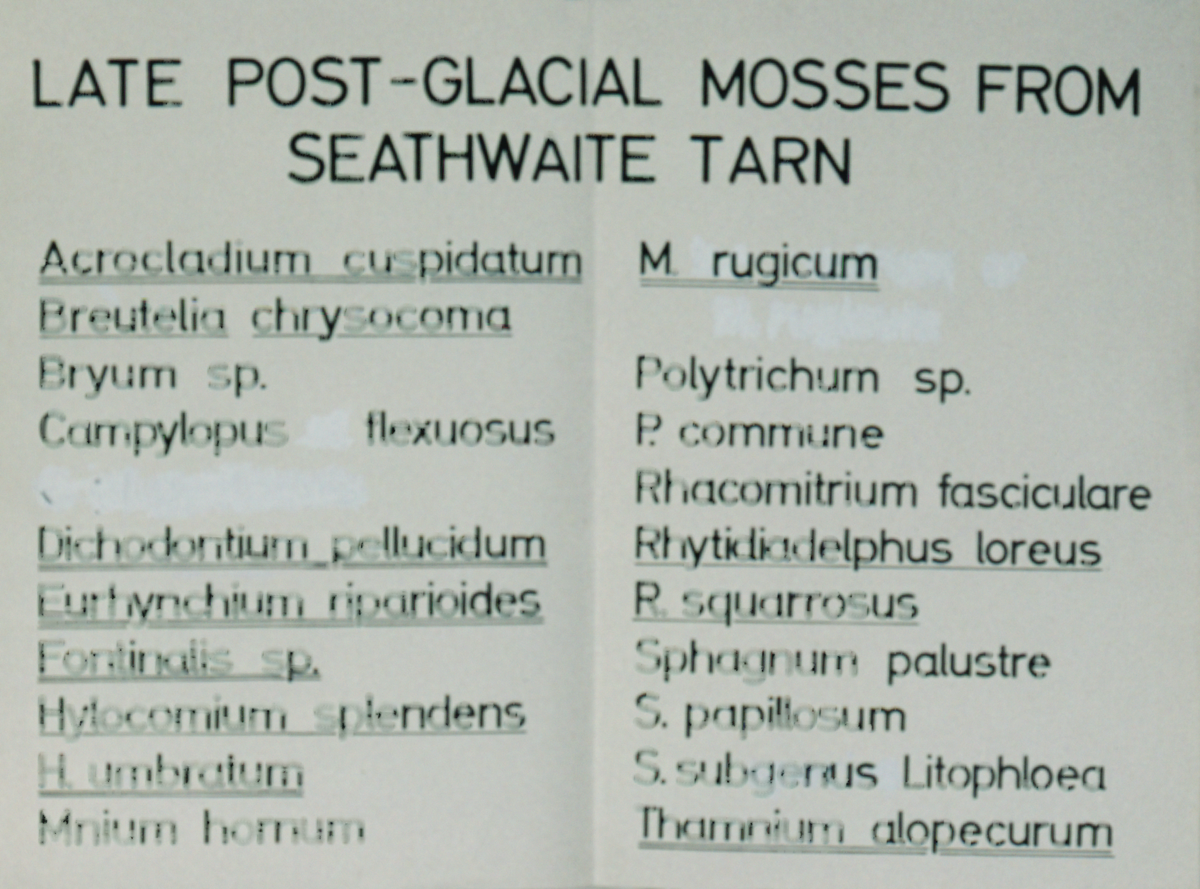 LATE POST-GLACIAL MOSSES FROM
SEATHWAITE TARN
Acrocladium cuspidatum
Breutelia chrysocoma
Bryum sp.
Campylopus flexuosus
Dichodontium pellucidum
Eurhynchium riparioides
Fontinalis sp.
Hylocomium splendens
H. umbratum
Mnium hornum
M. rugicum
Polytrichum sp.
P. commune
Rhacomitrium fasciculare
Rhytidiadelphus loreus
R. squarrosus
Sphagnum palustre
S. papillosum
S. subgenus Litophloea
Thamnium alopecurum